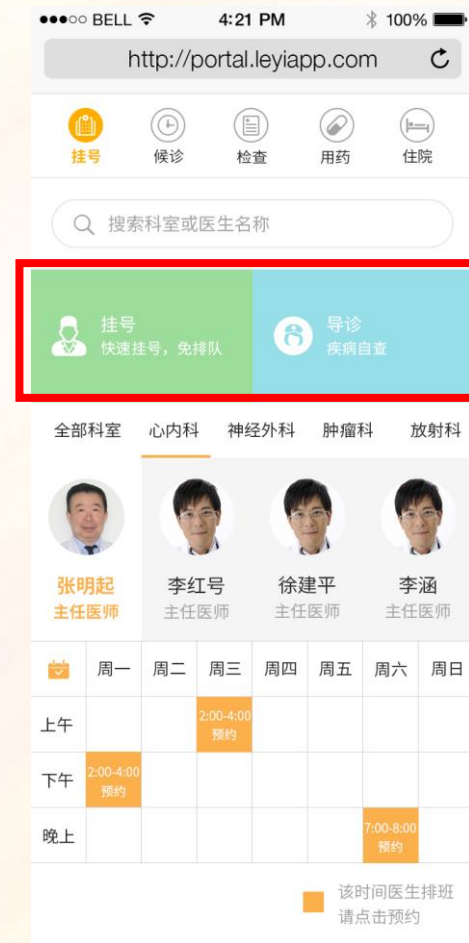 BELL 4:21 PM 100%
http://portal.leyiapp.com
挂号 候诊 检查 用药 住院
搜索科室或医生名称
挂号 导诊
快速挂号，免排队 疾病自查
全部科室 心内科 神经外科 肿瘤科 放射科
张明起 李红号 徐建平 李涵
主任医师 主任医师 主任医师 主任医师
周一 周二 周三 周四 周五 周六 周日
上午 2:00-4:00
预约
下午 2:00-4:00
预约
晚上 7:00-8:00
预约
该时间医生排班
请点击预约